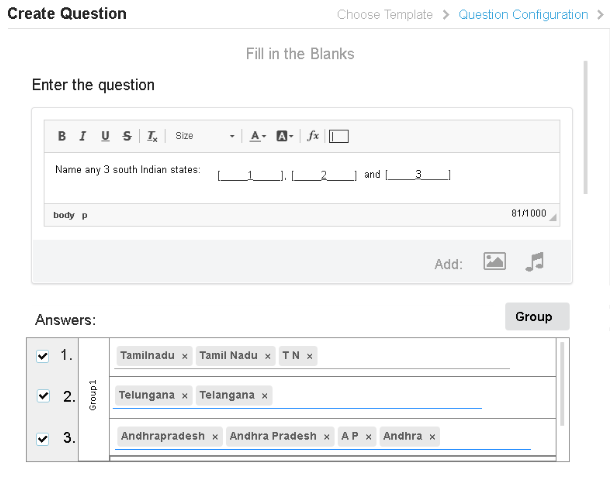 Create Question Choose Template > Question Configuration >
Fill in the Blanks
Enter the question
B I U S Tx Size A A fx
Name any 3 south Indian states: [____1____], [____2____] and [____3____]
body p 81/1000
Add:
Answers: Group
Group1
1. Tamilnadu × Tamil Nadu × T N ×
2. Telungana × Telangana ×
3. Andhrapradesh × Andhra Pradesh × A P × Andhra ×